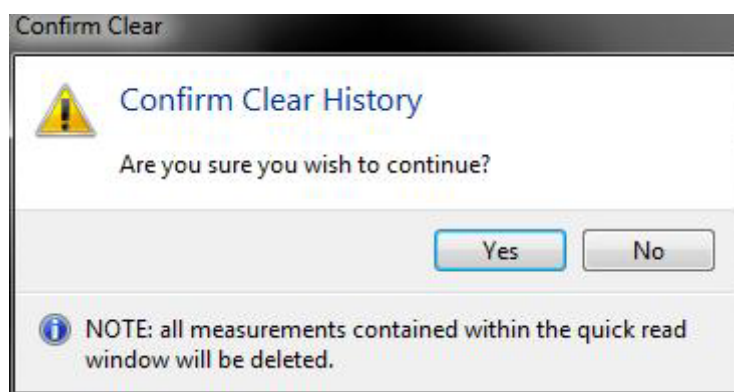 Confirm Clear
Confirm Clear History
Are you sure you wish to continue?
Yes No
NOTE: all measurements contained within the quick read
window will be deleted.